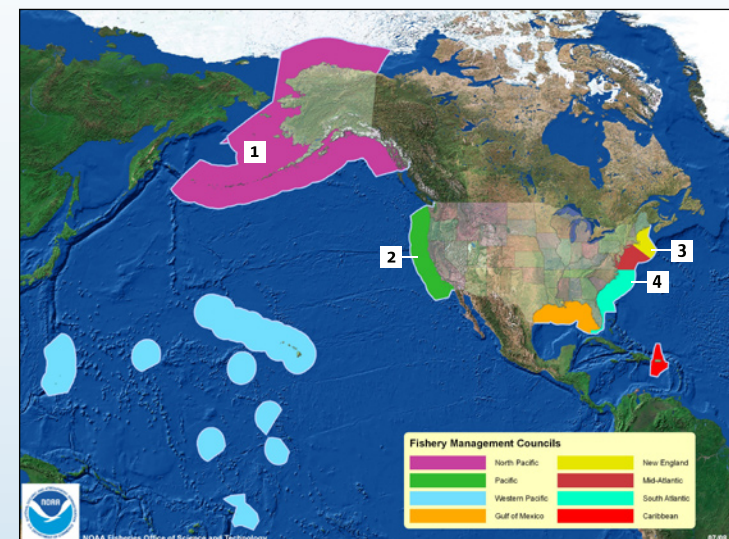 1
2
3
4
Fishery Management Councils
North Pacific
Pacific
Western Pacific
Gulf of Mexico
New England
Mid-Atlantic
South Atlantic
Caribbean
NOAA
NOAA Fisheries Office of Science and Technology